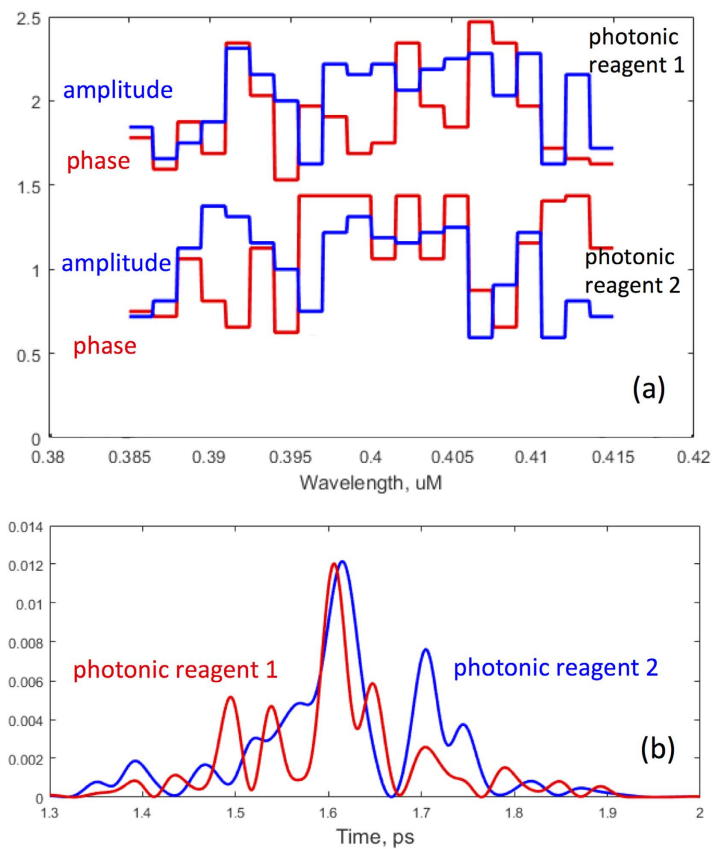 2.5
2
1.5
1
0.5
0
photonic
reagent 1
amplitude
phase
amplitude
photonic
reagent 2
phase
(a)
0.38 0.385 0.39 0.395 0.4 0.405 0.41 0.415 0.42
Wavelength, uM
0.014
0.012
0.01
0.008
0.006
0.004
0.002
0
photonic reagent 1
photonic reagent 2
(b)
1.3 1.4 1.5 1.6 1.7 1.8 1.9 2
Time, ps